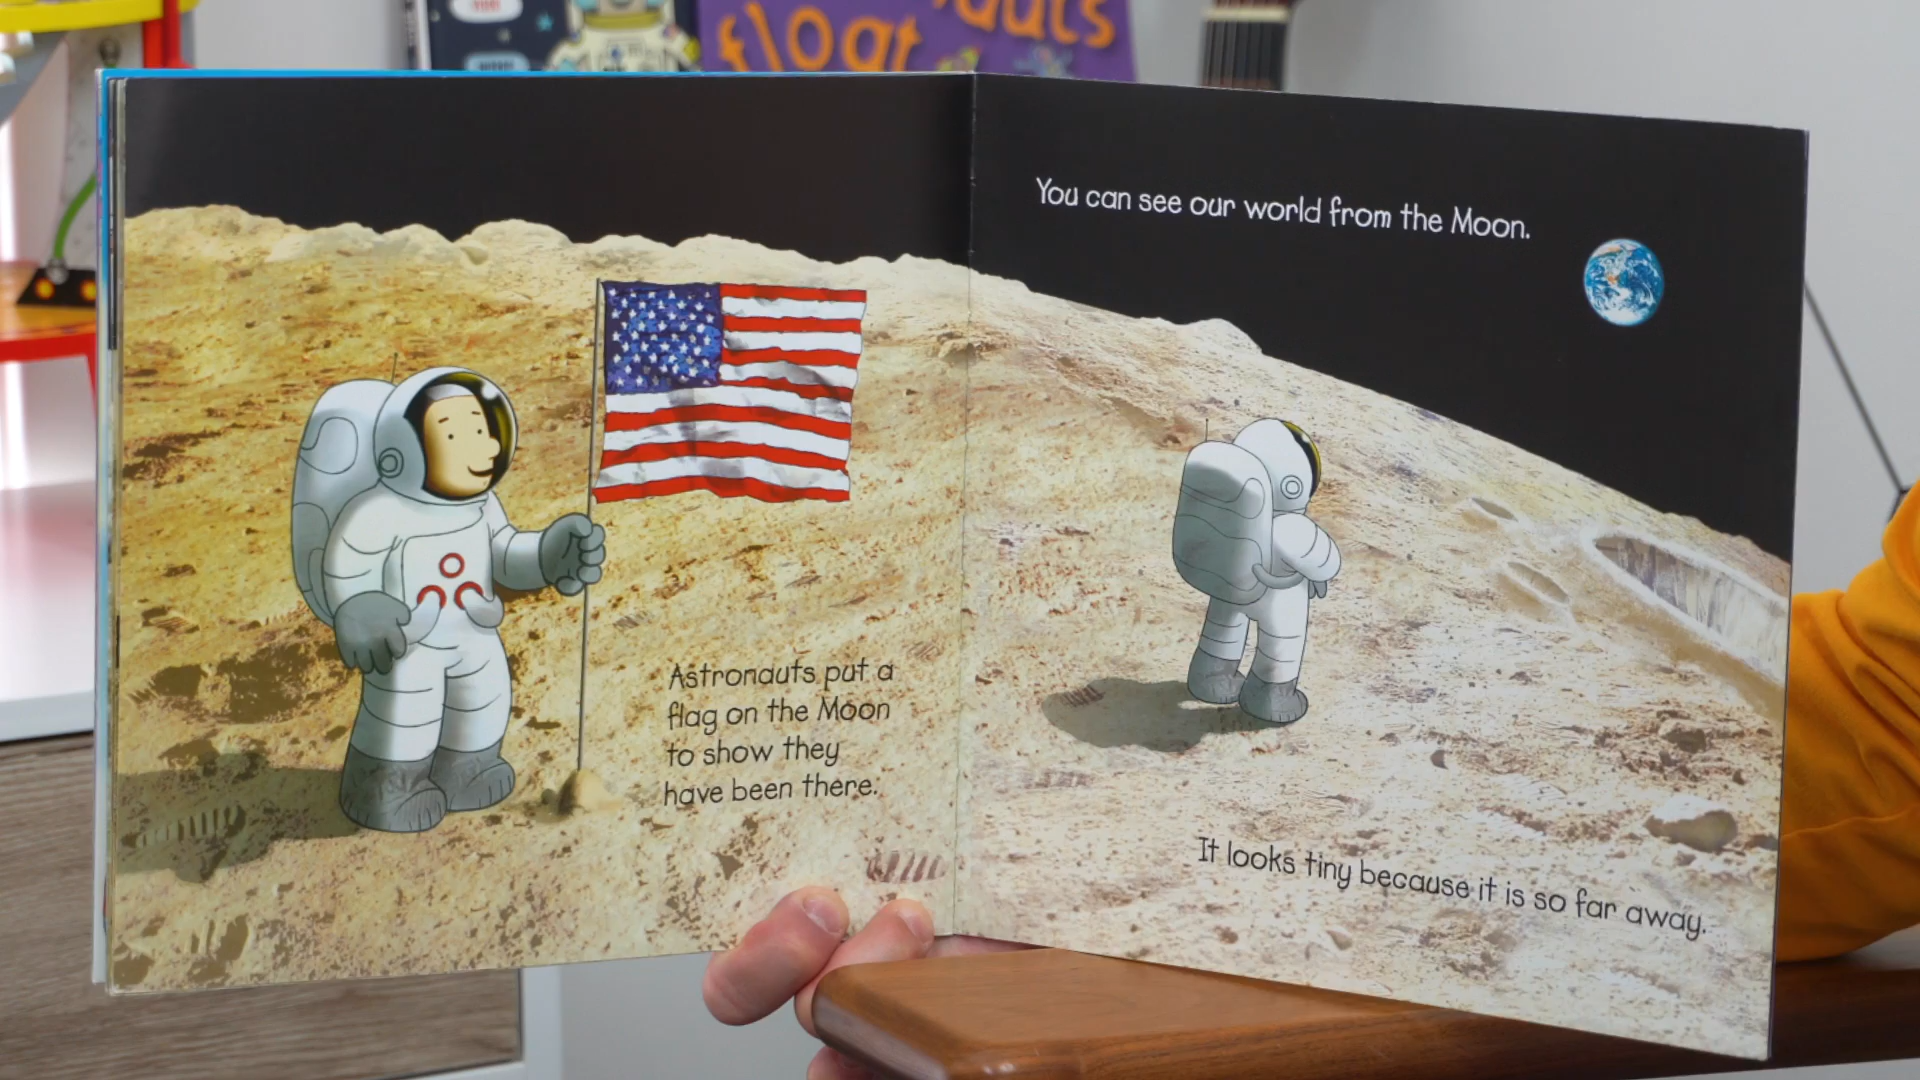 float
Astronauts put a
flag on the Moon
to show they
have been there.
You can see our world from the Moon.
It looks tiny because it is so far away.